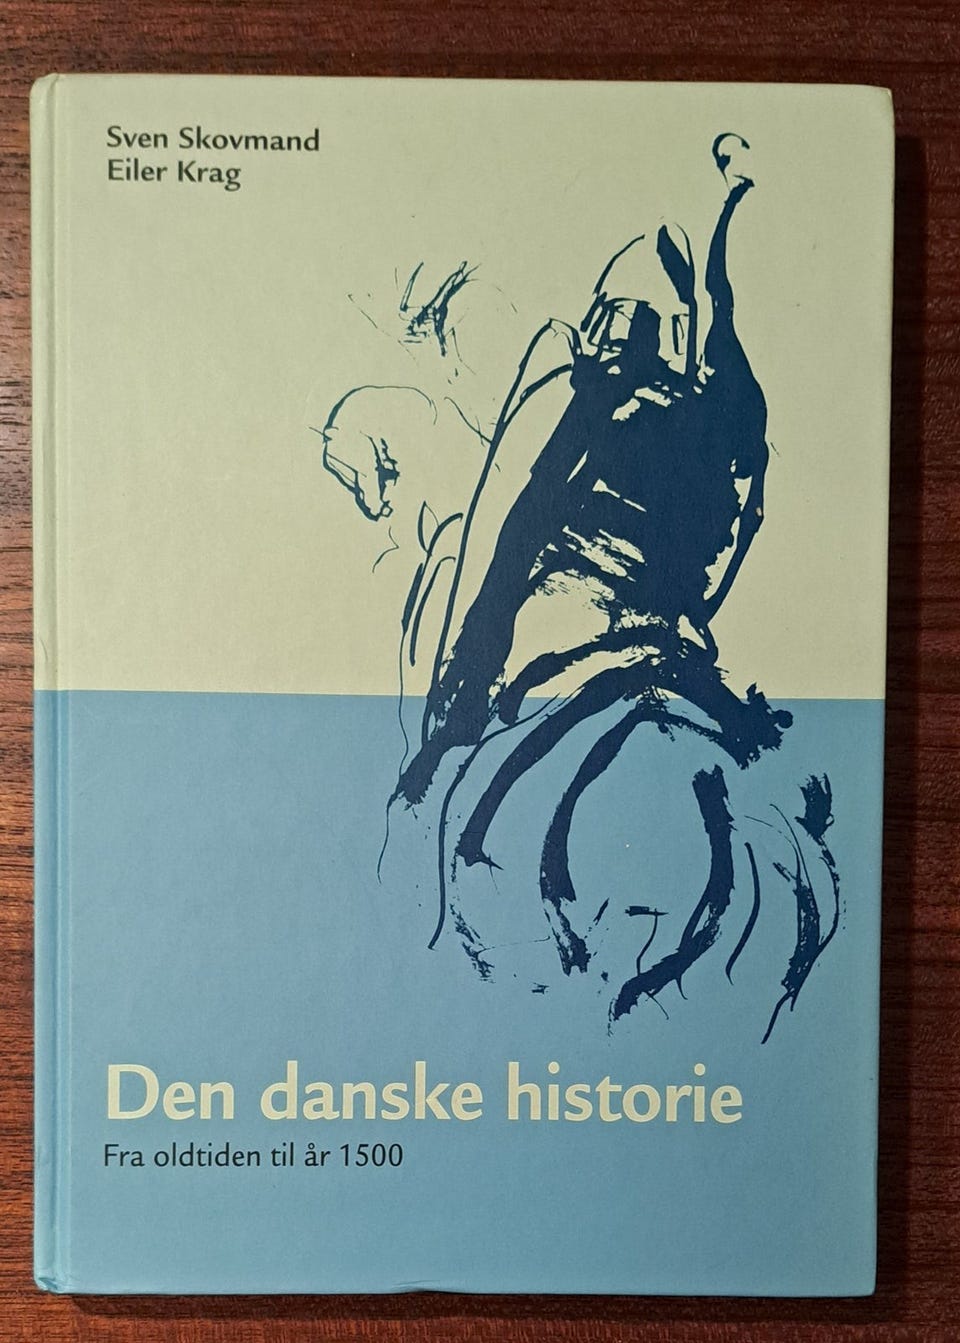 Sven Skovmand
Eiler Krag
Den danske historie
Fra oldtiden til år 1500